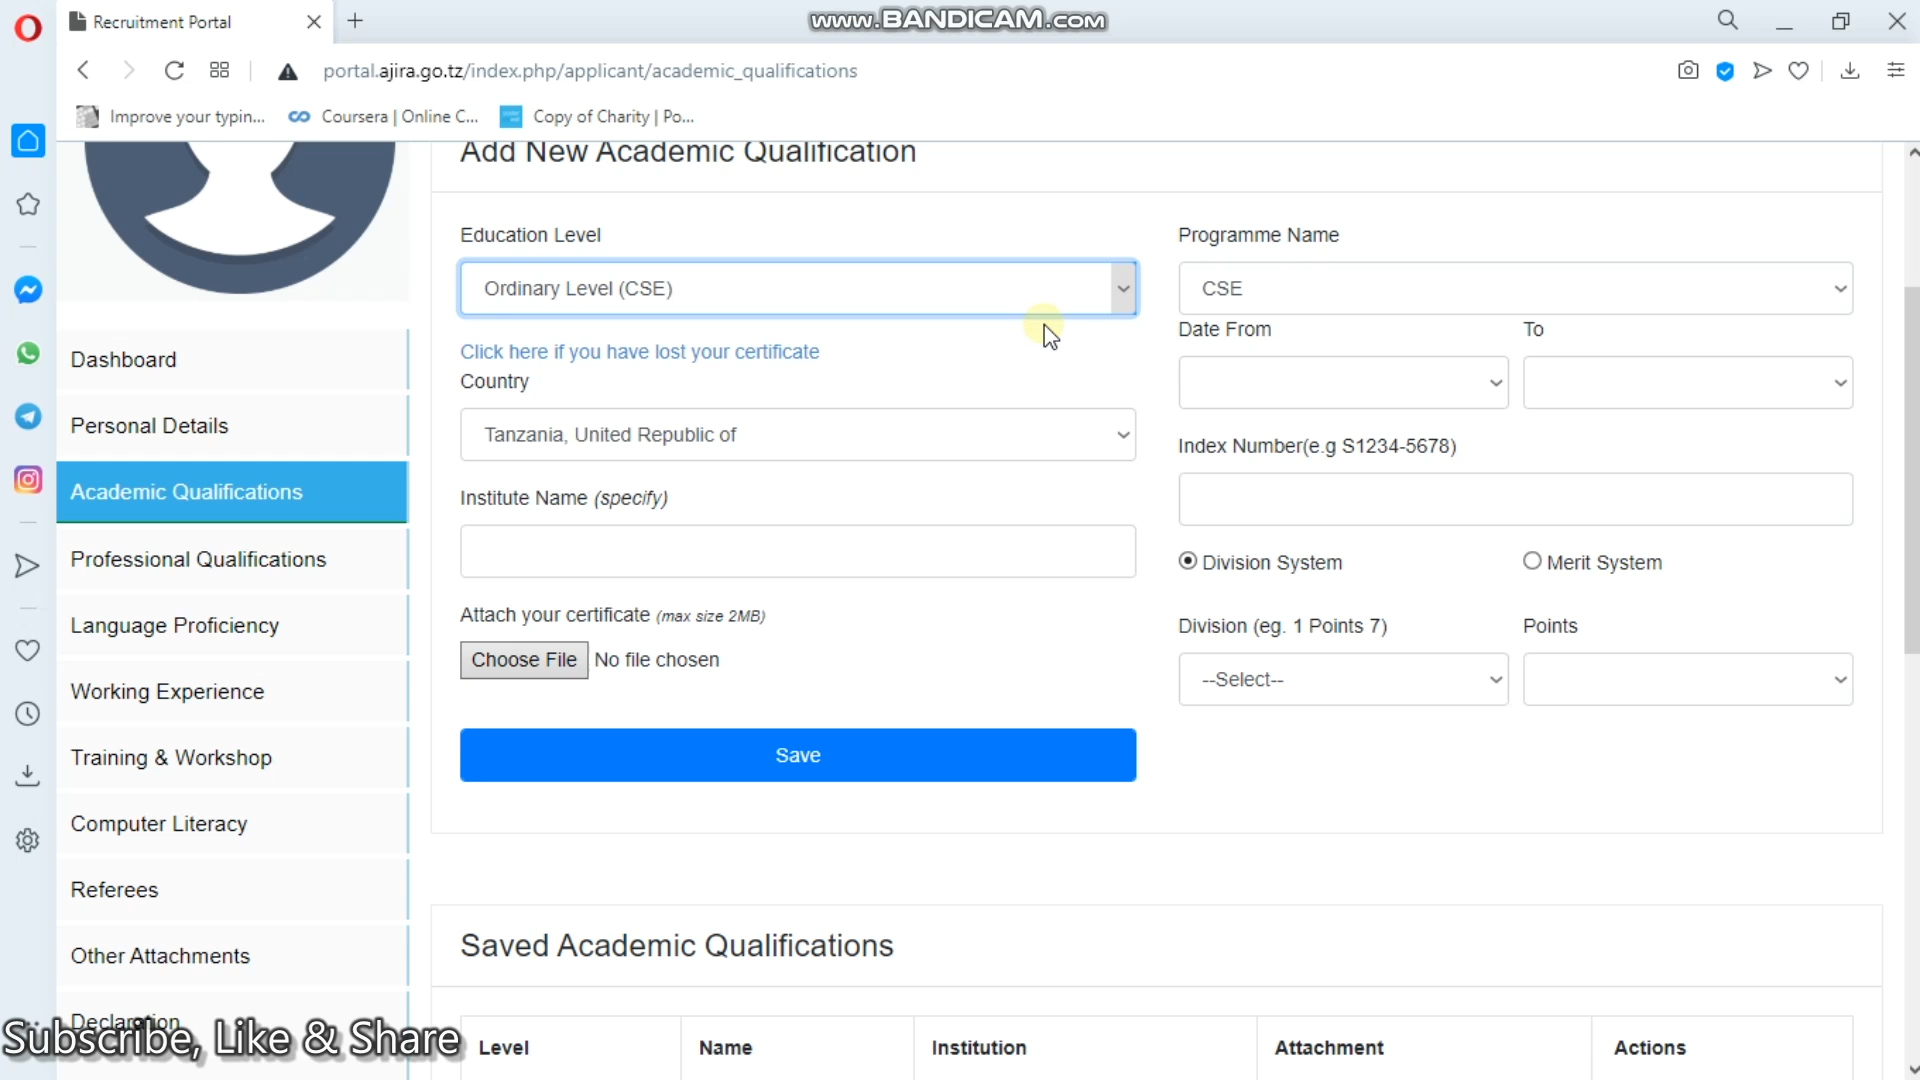 Recruitment Portal
www.BANDICAM.com
portal.ajira.go.tz/index.php/applicant/academic_qualifications
Improve your typin...
Coursera | Online C...
Copy of Charity | Po...
Add New Academic Qualification
Education Level
Programme Name
Ordinary Level (CSE)
CSE
Click here if you have lost your certificate
Date From
To
Country
Tanzania, United Republic of
Index Number(e.g S1234-5678)
Institute Name (specify)
Division System
Merit System
Attach your certificate (max size 2MB)
Division (eg. 1 Points 7)
Points
Choose File No file chosen
--Select--
Save
Dashboard
Personal Details
Academic Qualifications
Professional Qualifications
Language Proficiency
Working Experience
Training & Workshop
Computer Literacy
Referees
Other Attachments
Declaration
Saved Academic Qualifications
Level
Name
Institution
Attachment
Actions
Subscribe, Like & Share